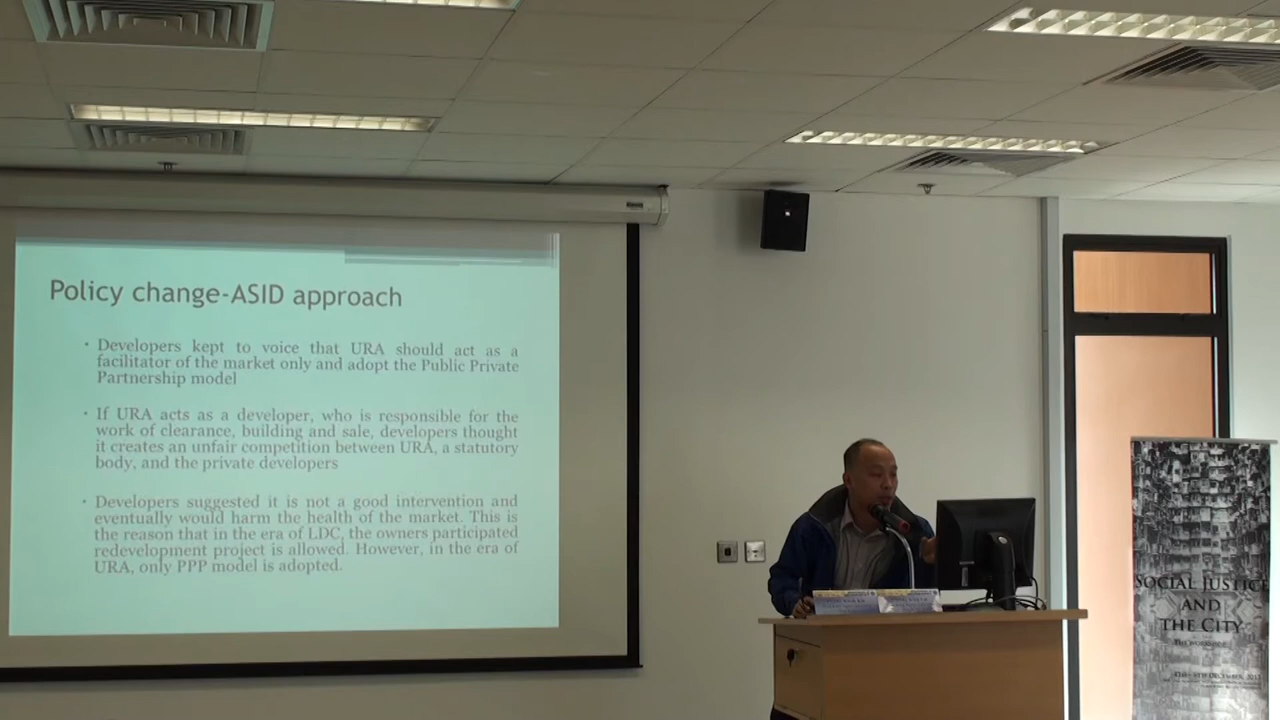 Policy change-ASID approach
• Developers kept to voice that URA should act as a
facilitator of the market only and adopt the Public Private
Partnership model
• If URA acts as a developer, who is responsible for the
work of clearance, building and sale, developers thought
it creates an unfair competition between URA, a statutory
body, and the private developers
• Developers suggested it is not a good intervention and
eventually would harm the health of the market. This is
the reason that in the era of LDC, the owners participated
redevelopment project is allowed. However, in the era of
URA, only PPP model is adopted.
Social Justice
and
the City
The workshop
December,